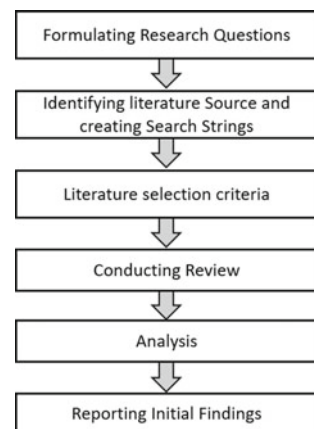 Formulating Research Questions
Identifying literature Source and
creating Search Strings
Literature selection criteria
Conducting Review
Analysis
Reporting Initial Findings